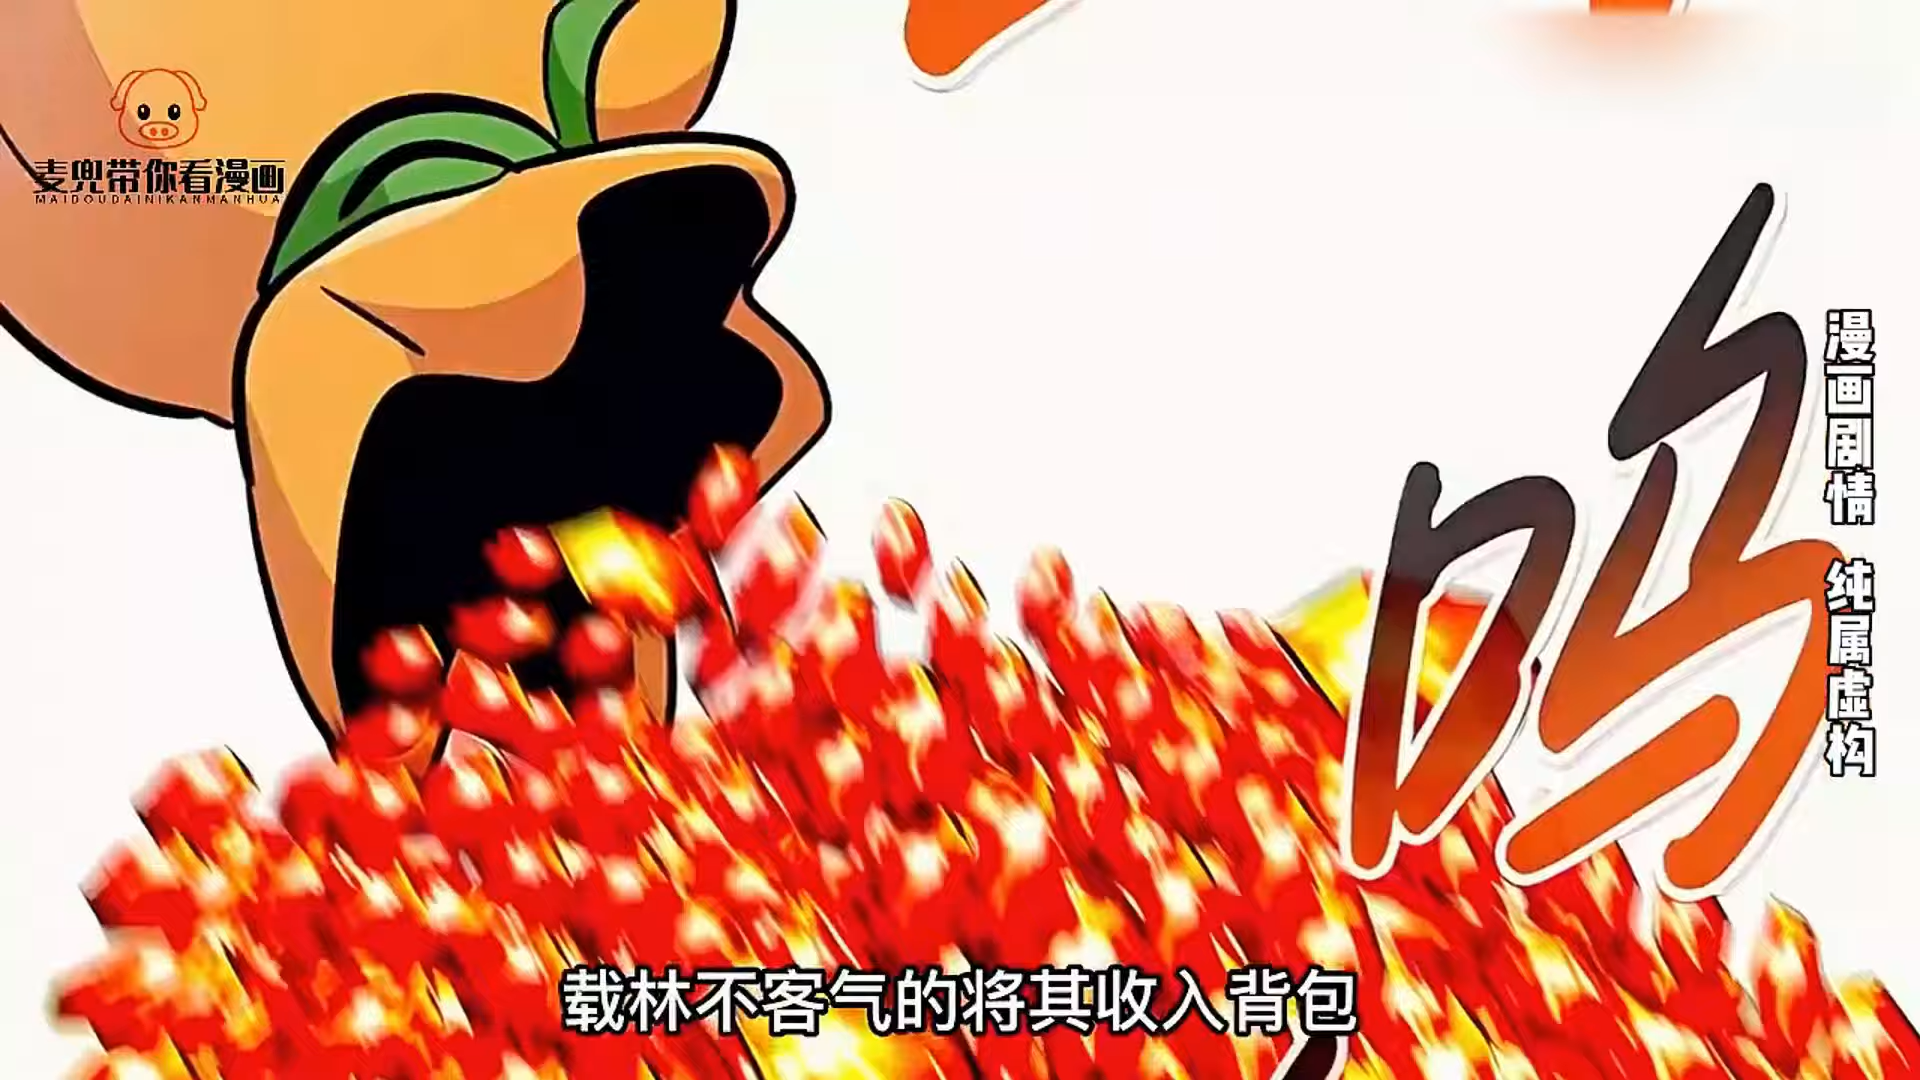 麦兜带你看漫画
MAIDOUDAINIKANMANHUA
呜
漫画剧情 纯属虚构
载林不客气的将其收入背包